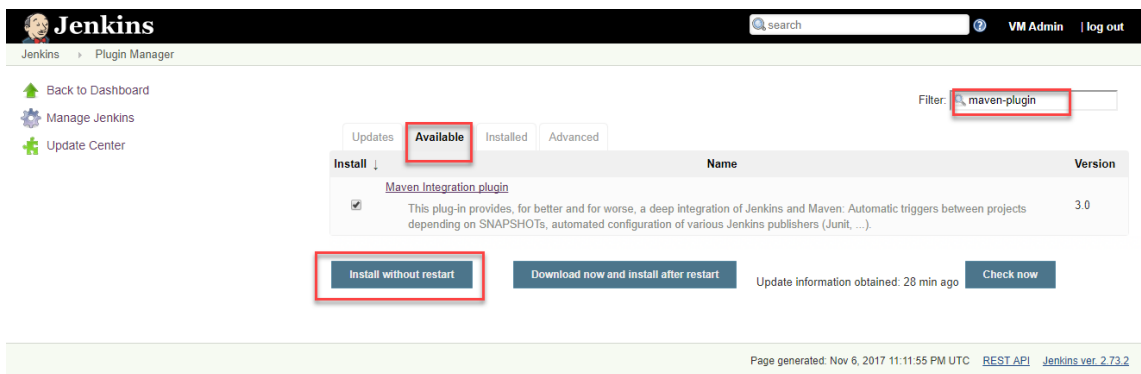 Jenkins
search
VM Admin | log out
Jenkins Plugin Manager
Back to Dashboard
Manage Jenkins
Update Center
Filter: maven-plugin
Updates Available Installed Advanced
Install ↓ Name Version
Maven Integration plugin
This plug-in provides, for better and for worse, a deep integration of Jenkins and Maven: Automatic triggers between projects
depending on SNAPSHOTs, automated configuration of various Jenkins publishers (Junit, ...).
3.0
Install without restart
Download now and install after restart
Update information obtained: 28 min ago
Check now
Page generated: Nov 6, 2017 11:11:55 PM UTC REST API Jenkins ver. 2.73.2